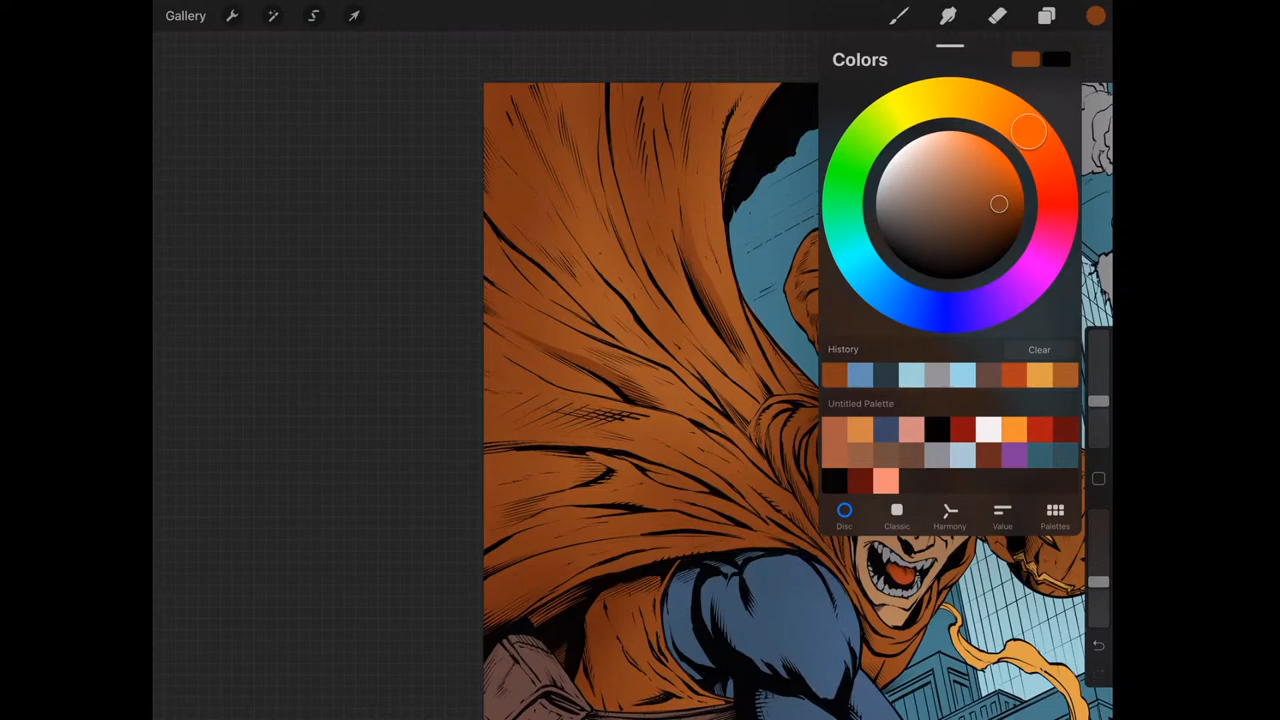 Gallery
Colors
History
Clear
Untitled Palette
Disc
Classic
Harmony
Value
Palettes